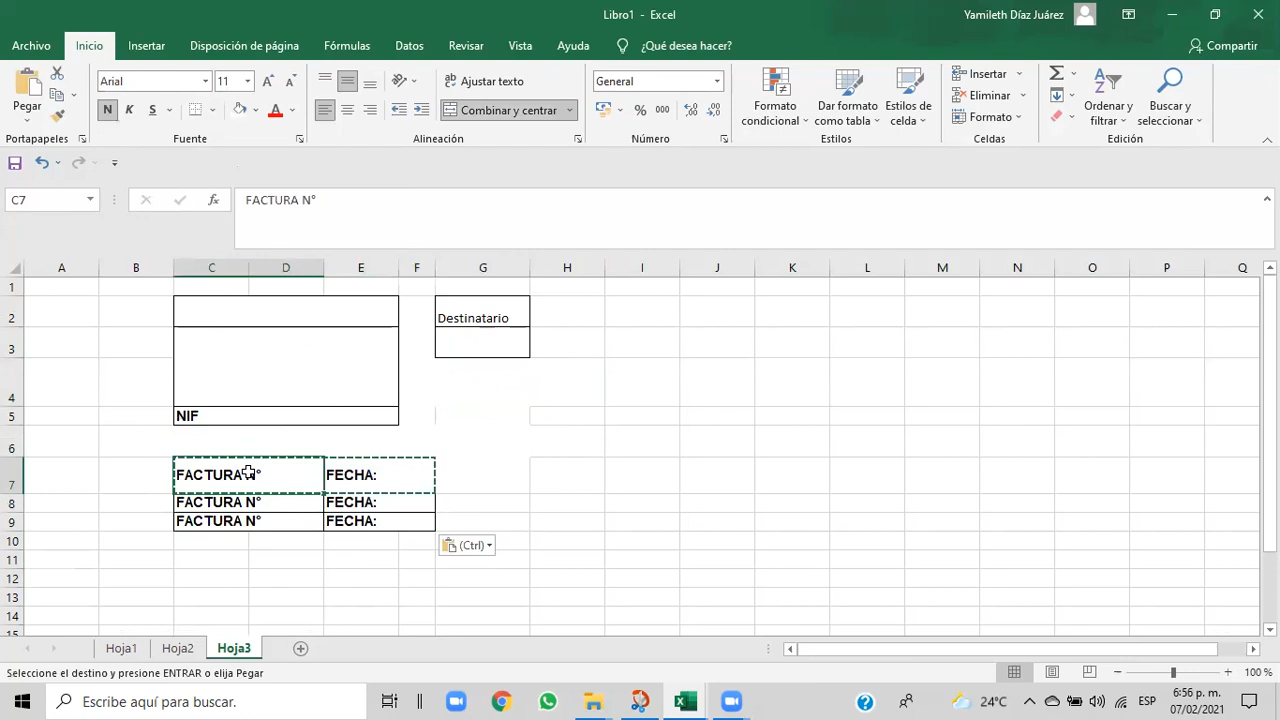 Libro1 - Excel
Yamileth Díaz Juárez
Archivo Inicio Insertar Disposición de página Fórmulas Datos Revisar Vista Ayuda ¿Qué desea hacer? Compartir
Pegar
Portapapeles
Arial 11
N K S
Fuente
Ajustar texto
Combinar y centrar
Alineación
General
% 000
Número
Formato condicional
Dar formato como tabla
Estilos de celda
Estilos
Insertar
Eliminar
Formato
Celdas
Ordenar y filtrar
Buscar y seleccionar
Edición
C7 fx FACTURA N°
A B C D E F G H I J K L M N O P Q
1
2 Destinatario
3
4
5 NIF
6
7 FACTURA N° FECHA:
8 FACTURA N° FECHA:
9 FACTURA N° FECHA:
10 (Ctrl)
11
12
13
14
15
Hoja1 Hoja2 Hoja3
Seleccione el destino y presione ENTRAR o elija Pegar
100 %
Escribe aquí para buscar.
24°C
ESP
6:56 p. m.
07/02/2021